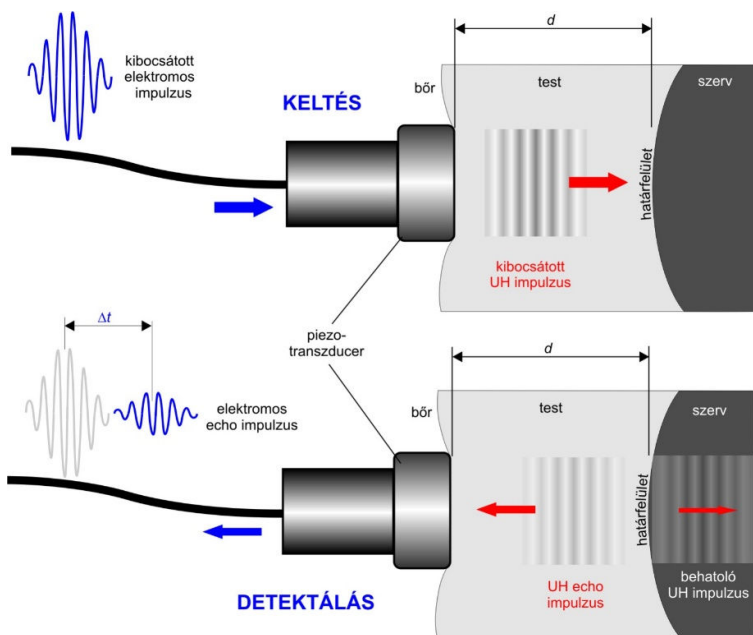 d
kibocsátott
elektromos
impulzus
bőr
test
szerv
KELTÉS
határfelület
kibocsátott
UH impulzus
Δt
piezo-
transzducer
d
elektromos
echo impulzus
bőr
test
szerv
határfelület
UH echo
impulzus
behatoló
UH impulzus
DETEKTÁLÁS